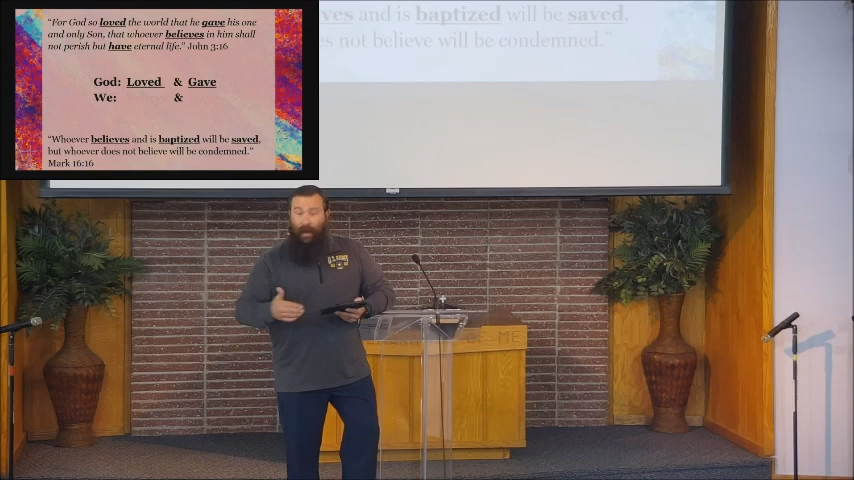 “For God so loved the world that he gave his one
and only Son, that whoever believes in him shall
not perish but have eternal life.” John 3:16
God: Loved & Gave
We: &
“Whoever believes and is baptized will be saved,
but whoever does not believe will be condemned.”
Mark 16:16
ves and is baptized will be saved,
es not believe will be condemned.”
U.S. ARMY
ME